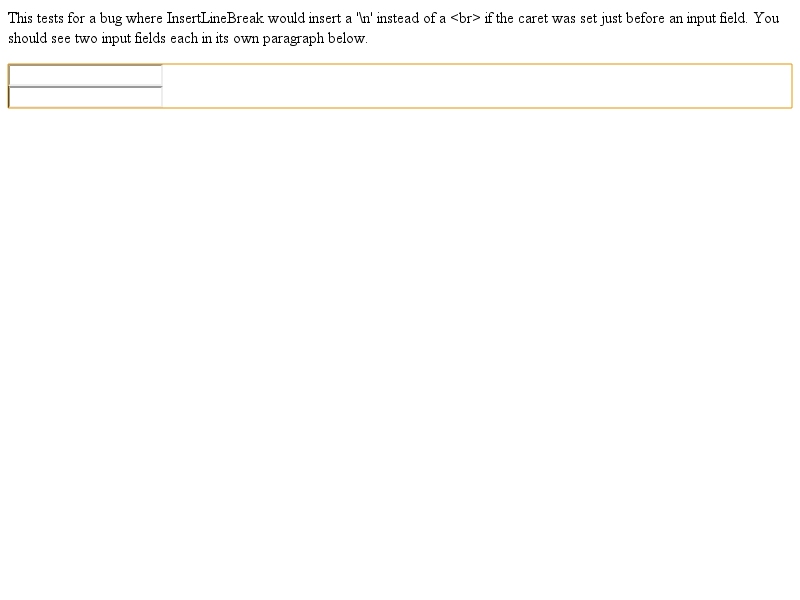 This tests for a bug where InsertLineBreak would insert a '\n' instead of a <br> if the caret was set just before an input field. You
should see two input fields each in its own paragraph below.